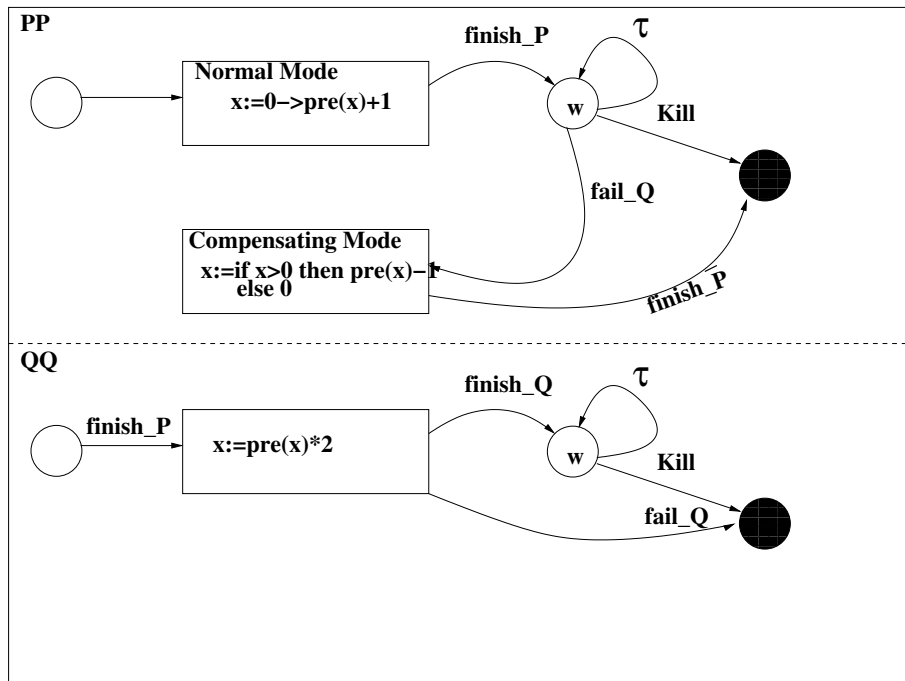 PP
finish_P
τ
Normal Mode
x:=0->pre(x)+1
w
Kill
fail_Q
Compensating Mode
x:=if x>0 then pre(x)-1
else 0
finish_P̅
QQ
finish_Q
τ
finish_P
x:=pre(x)*2
w
Kill
fail_Q